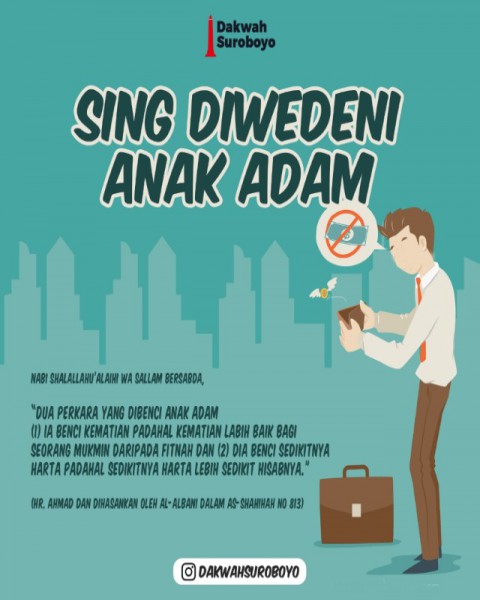 Dakwah
Suroboyo
SING DIWEDENI
ANAK ADAM
NABI SHALALLAHU'ALAIHI WA SALLAM BERSABDA,
"DUA PERKARA YANG DIBENCI ANAK ADAM
(1) IA BENCI KEMATIAN PADAHAL KEMATIAN LABIH BAIK BAGI
SEORANG MUKMIN DARIPADA FITNAH DAN (2) DIA BENCI SEDIKITNYA
HARTA PADAHAL SEDIKITNYA HARTA LEBIH SEDIKIT HISABNYA."
(HR. AHMAD DAN DIHASANKAN OLEH AL-ALBANI DALAM AS-SHAHIHAH NO 813)
DAKWAHSUROBOYO